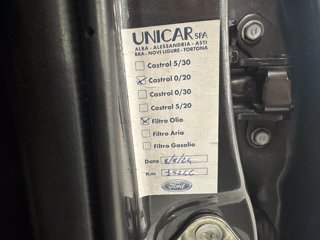 UNICAR SPA
ALBA - ALESSANDRIA - ASTI
BRA - NOVI LIGURE - TORTONA
Castrol 5/30
Castrol 0/20
Castrol 0/30
Castrol 5/20
Filtro Olio
Filtro Aria
Filtro Gasolio
Data
Km
Ford